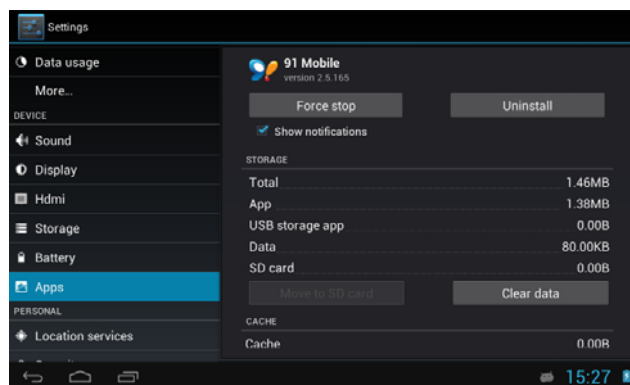 Settings
Data usage
More...
DEVICE
Sound
Display
Hdmi
Storage
Battery
Apps
PERSONAL
Location services
91 Mobile
version 2.5.165
Force stop
Uninstall
Show notifications
STORAGE
Total 1.46MB
App 1.38MB
USB storage app 0.00B
Data 80.00KB
SD card 0.00B
Move to SD card
Clear data
CACHE
Cache 0.00B
15:27